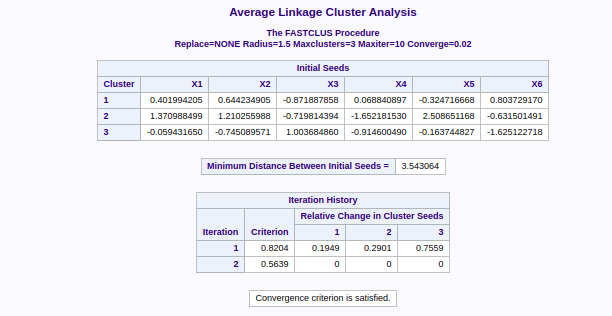 Average Linkage Cluster Analysis
The FASTCLUS Procedure
Replace=NONE Radius=1.5 Maxclusters=3 Maxiter=10 Converge=0.02
Initial Seeds
Cluster X1 X2 X3 X4 X5 X6
1 0.401994205 0.644234905 -0.871887858 0.068840897 -0.324716668 0.803729170
2 1.370988499 1.210255988 -0.719814394 -1.652181530 2.508651168 -0.631501491
3 -0.059431650 -0.745089571 1.003684860 -0.914600490 -0.163744827 -1.625122718
Minimum Distance Between Initial Seeds = 3.543064
Iteration History
Relative Change in Cluster Seeds
Iteration Criterion 1 2 3
1 0.8204 0.1949 0.2901 0.7559
2 0.5639 0 0 0
Convergence criterion is satisfied.